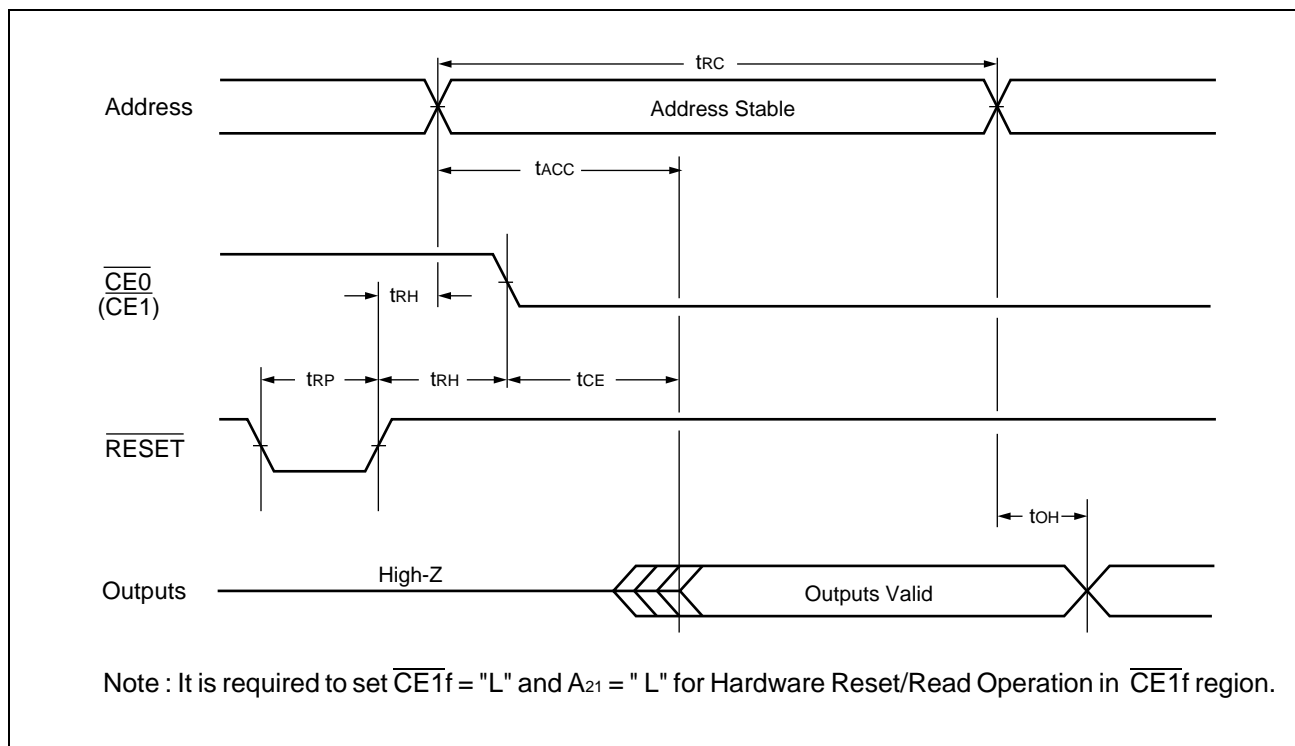 tRC
Address
Address Stable
tACC
CE0
(CE1)
tRH
tRP
tRH
tCE
RESET
tOH
High-Z
Outputs
Outputs Valid
Note : It is required to set CE1f = "L" and A21 = " L" for Hardware Reset/Read Operation in CE1f region.